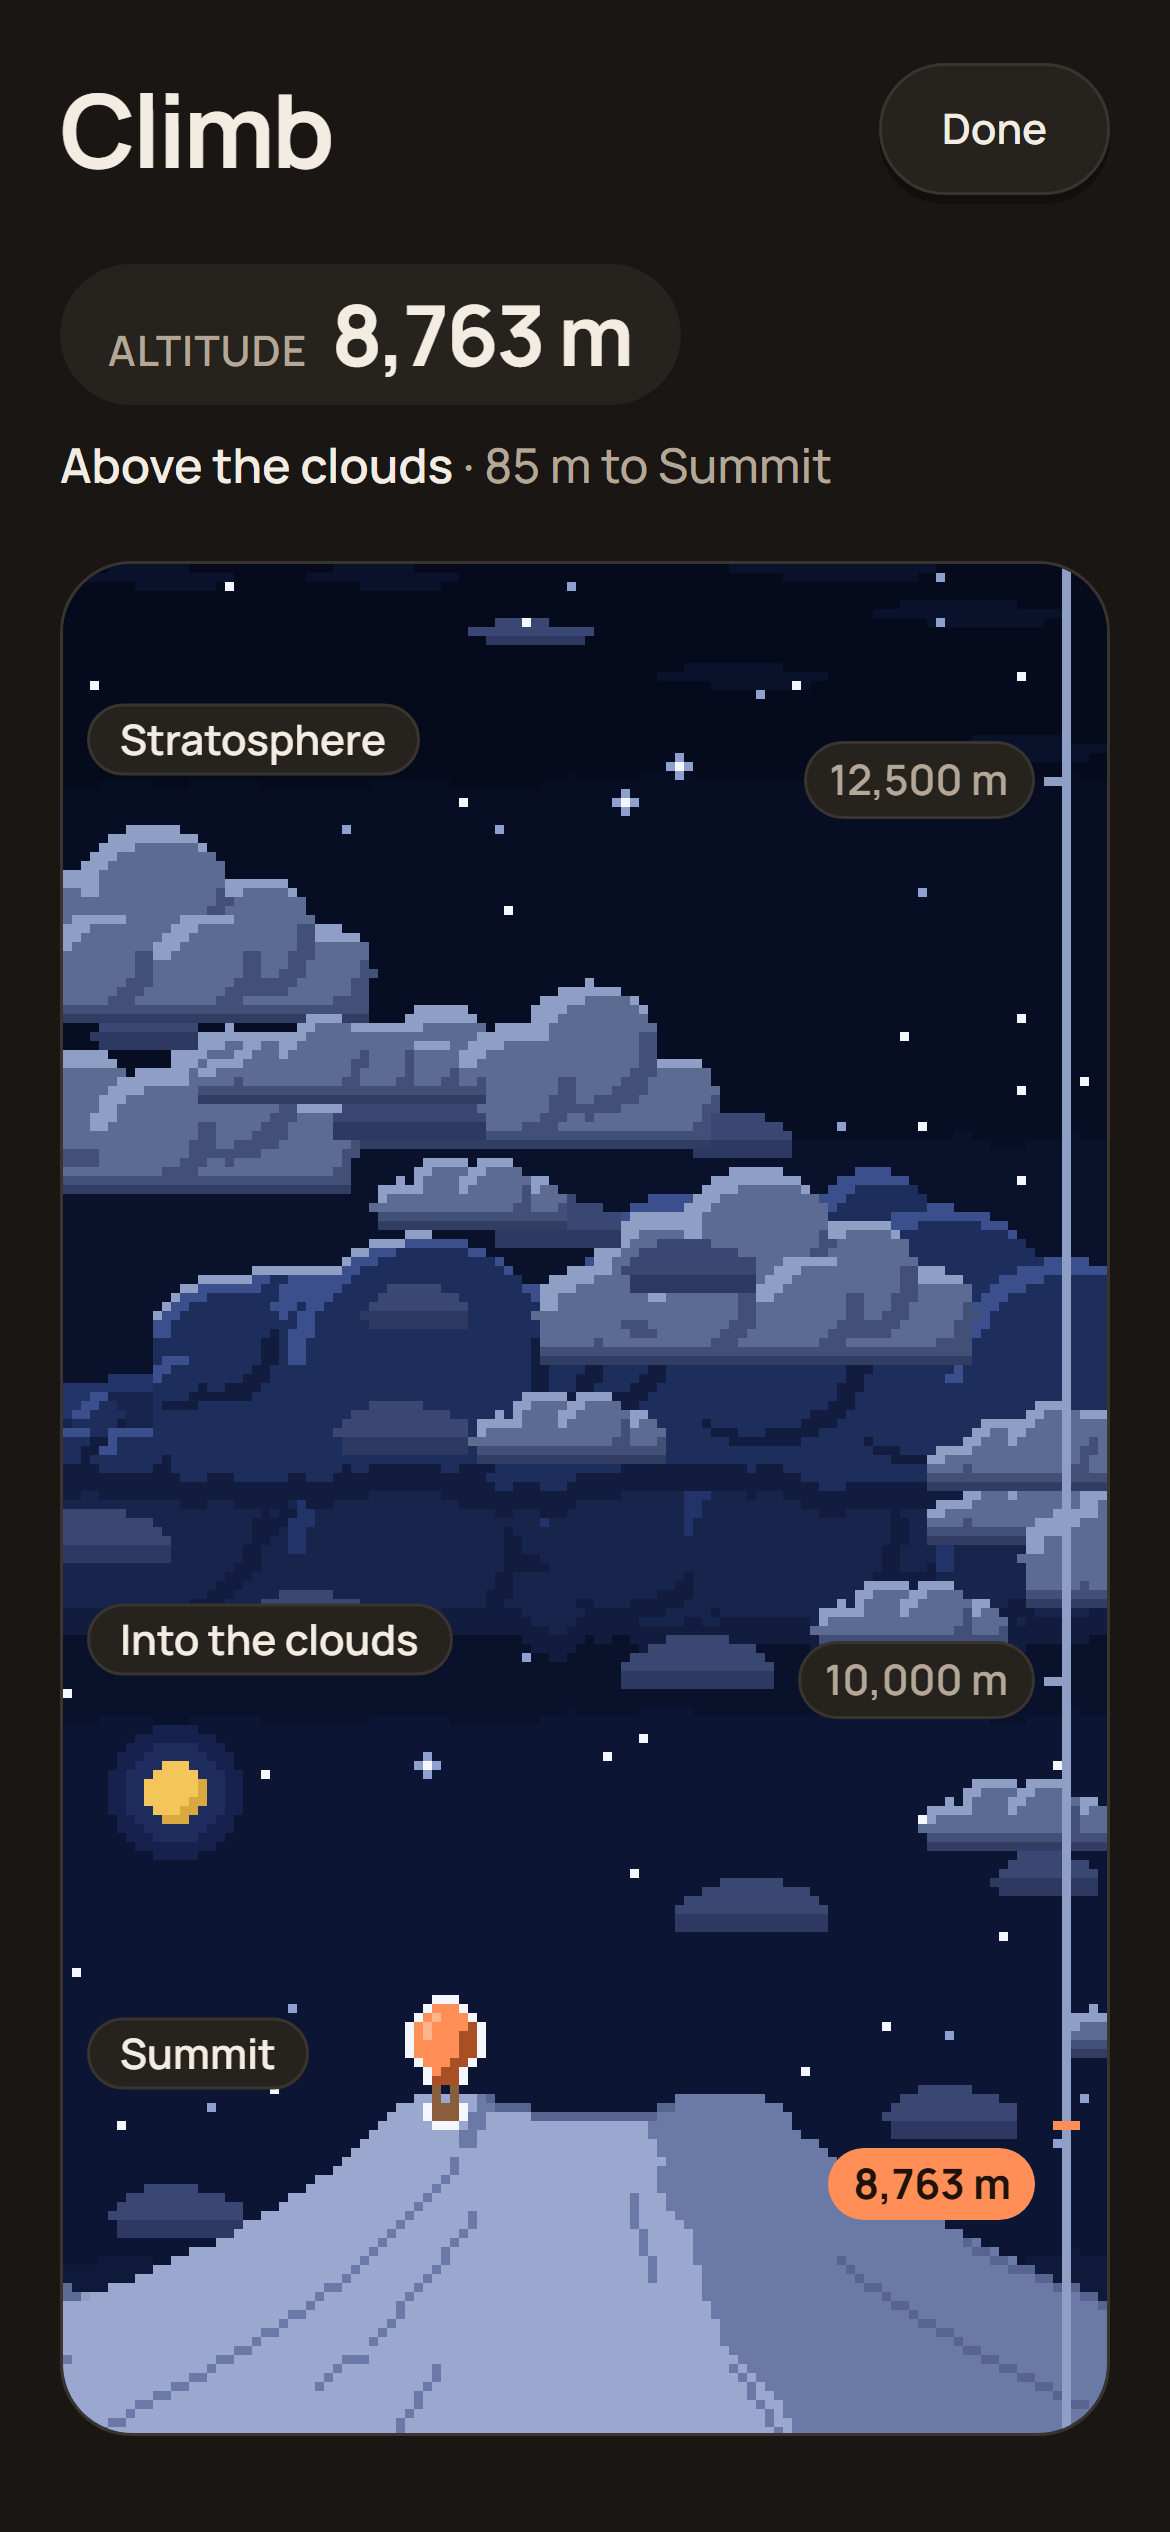 Climb
Done
ALTITUDE 8,763 m
Above the clouds · 85 m to Summit
Stratosphere
12,500 m
Into the clouds
10,000 m
Summit
8,763 m